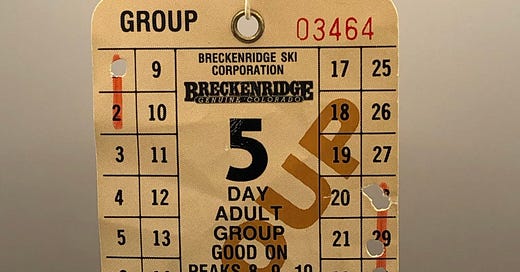 GROUP
03464
BRECKENRIDGE SKI
CORPORATION
BRECKENRIDGE
GENUINE COLORADO
5
DAY
ADULT
GROUP
GOOD ON
PEAKS 8, 9, 10
OUP
9
2 10
3 11
4 12
5 13
17 25
18 26
19 27
20
21 29